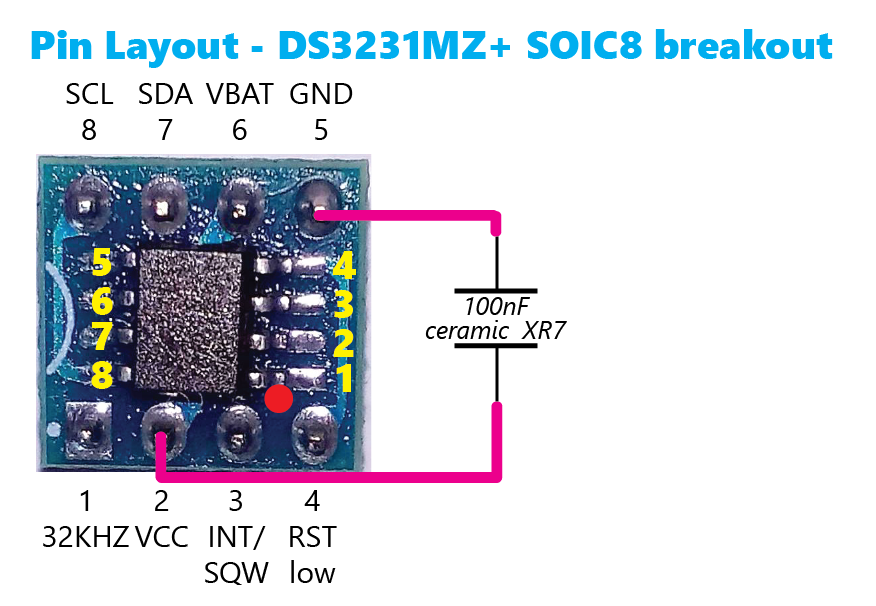 Pin Layout - DS3231MZ+ SOIC8 breakout
SCL SDA VBAT GND
8 7 6 5
5 4
6 3
7 2
8 1
100nF
ceramic XR7
1 2 3 4
32KHZ VCC INT/ RST
SQW low